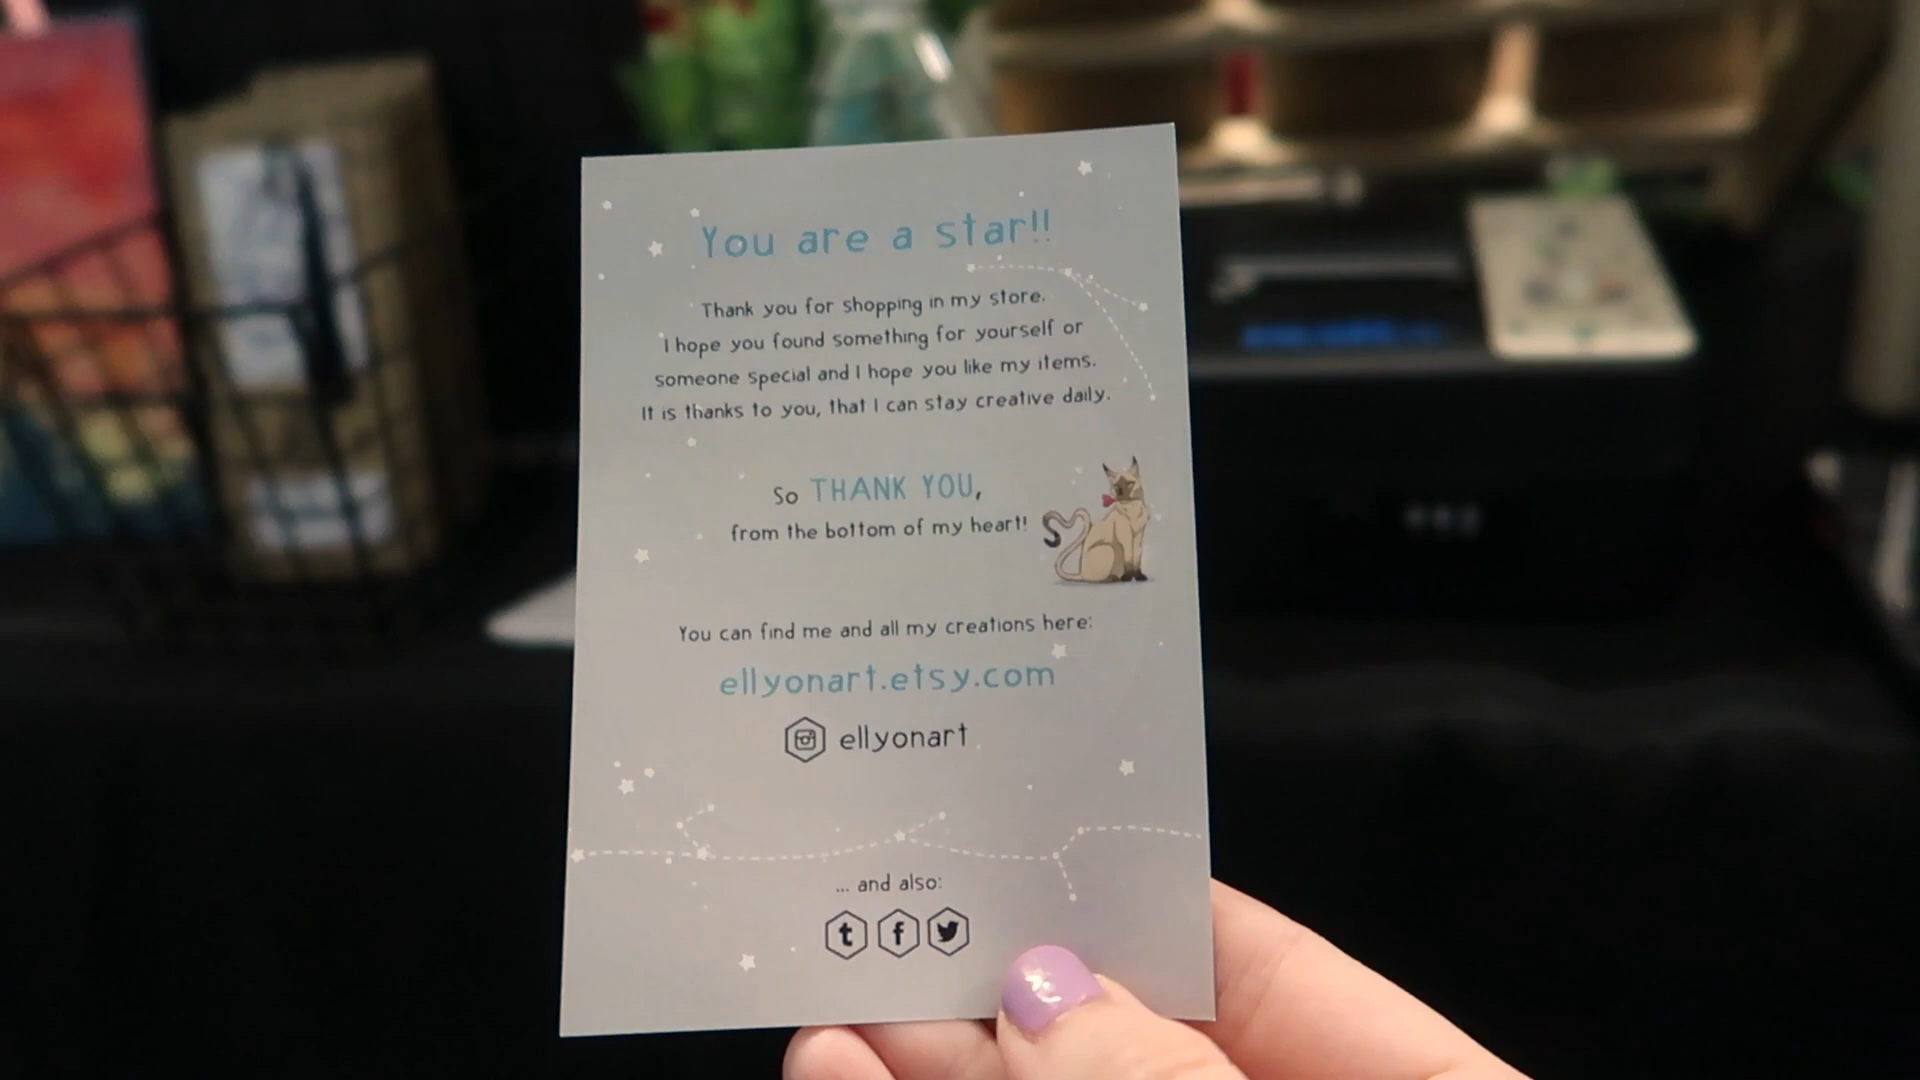 You are a star!!
Thank you for shopping in my store.
I hope you found something for yourself or
someone special and I hope you like my items.
It is thanks to you, that I can stay creative daily.
So THANK YOU,
from the bottom of my heart!
You can find me and all my creations here:
ellyonart.etsy.com
ellyonart
... and also:
t f